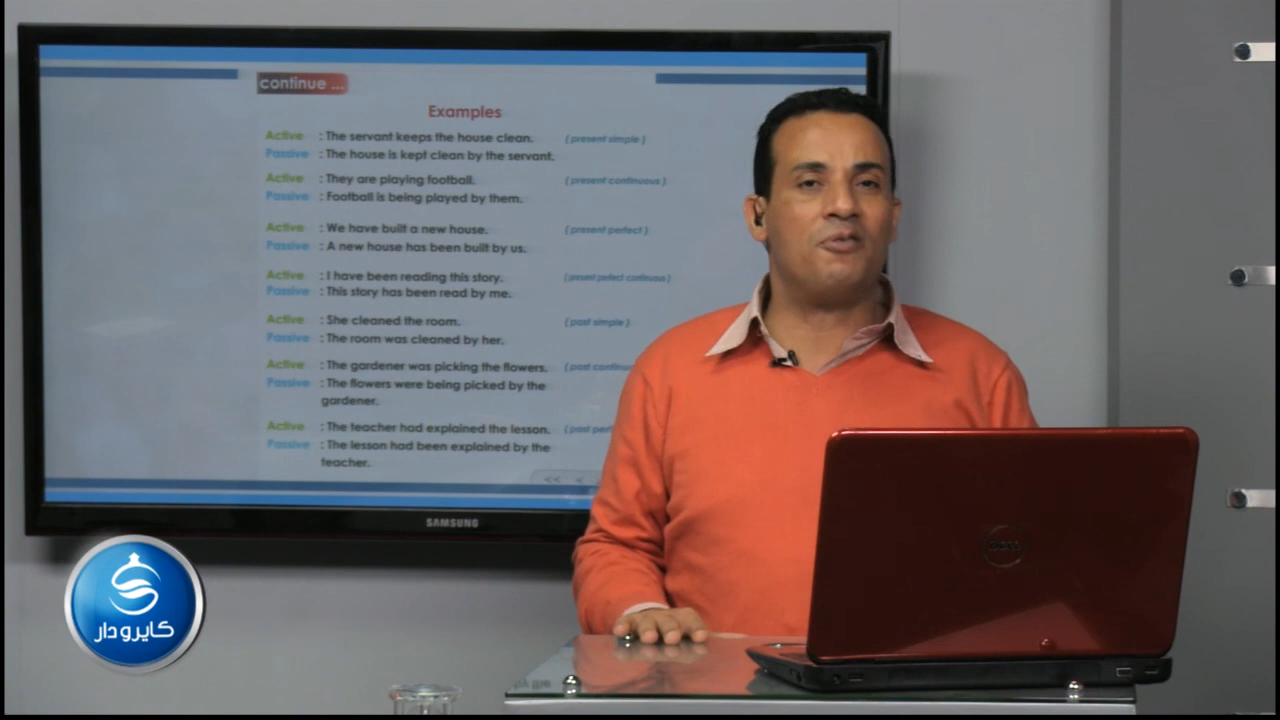 continue ...
Examples
Active : The servant keeps the house clean. ( present simple )
Passive : The house is kept clean by the servant.
Active : They are playing football. ( present continuous )
Passive : Football is being played by them.
Active : We have built a new house. ( present perfect )
Passive : A new house has been built by us.
Active : I have been reading this story. ( present perfect continuous )
Passive : This story has been read by me.
Active : She cleaned the room. ( past simple )
Passive : The room was cleaned by her.
Active : The gardener was picking the flowers. ( past continuo
Passive : The flowers were being picked by the
gardener.
Active : The teacher had explained the lesson. ( past perf
Passive : The lesson had been explained by the
teacher.
<< <
SAMSUNG
DELL
كايرو دار